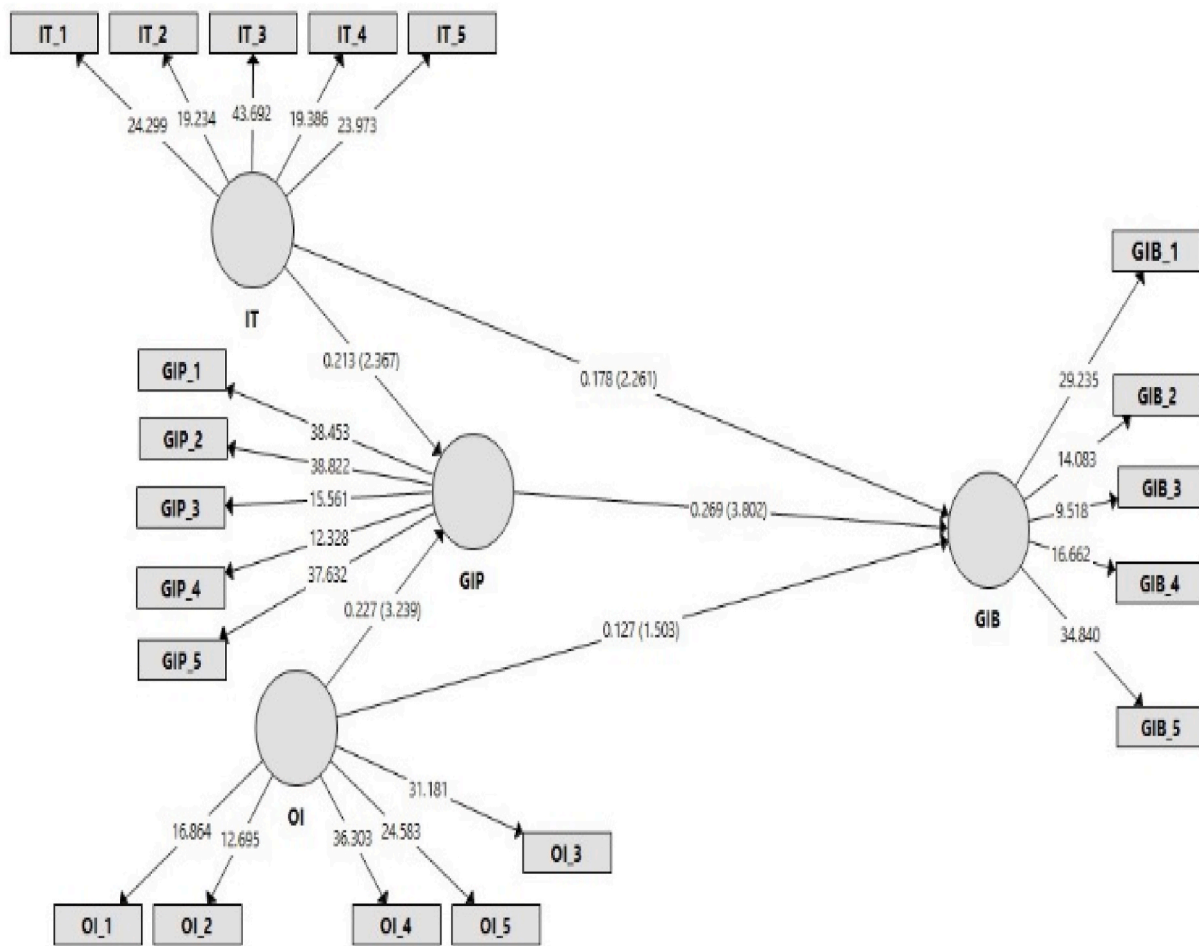 IT_1 IT_2 IT_3 IT_4 IT_5
24.299 19.234 43.692 19.386 23.973
IT
0.213 (2.367)
0.178 (2.261)
GIP_1
GIP_2
GIP_3
GIP_4
GIP_5
38.453
38.822
15.561
12.328
37.632
GIP
0.227 (3.239)
0.269 (3.802)
0.127 (1.503)
GIB_1
GIB_2
GIB_3
GIB_4
GIB_5
29.235
14.083
9.518
16.662
34.840
GIB
OI
16.864 12.695 36.303 24.583 31.181
OI_3
OI_1 OI_2 OI_4 OI_5